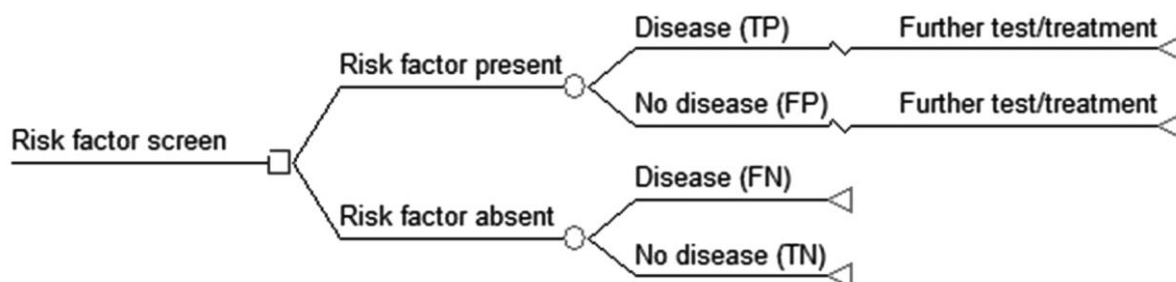 Disease (TP)
Further test/treatment
Risk factor present
No disease (FP)
Further test/treatment
Risk factor screen
Disease (FN)
Risk factor absent
No disease (TN)